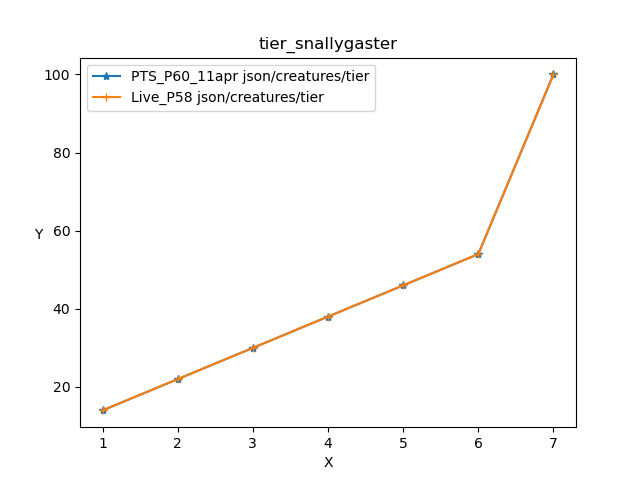 tier_snallygaster
PTS_P60_11apr json/creatures/tier
Live_P58 json/creatures/tier
100
80
60
40
20
Y
1 2 3 4 5 6 7
X